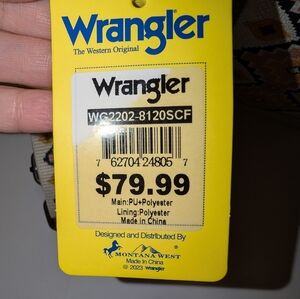 Wrangler
The Western Original
Wrangler
WG2202-8120SCF
7 62704 24805 7
$79.99
Main:PU+Polyester
Lining:Polyester
Made in China
Designed and Distributed By
MONTANA WEST
Made In China
© 2023 Wrangler